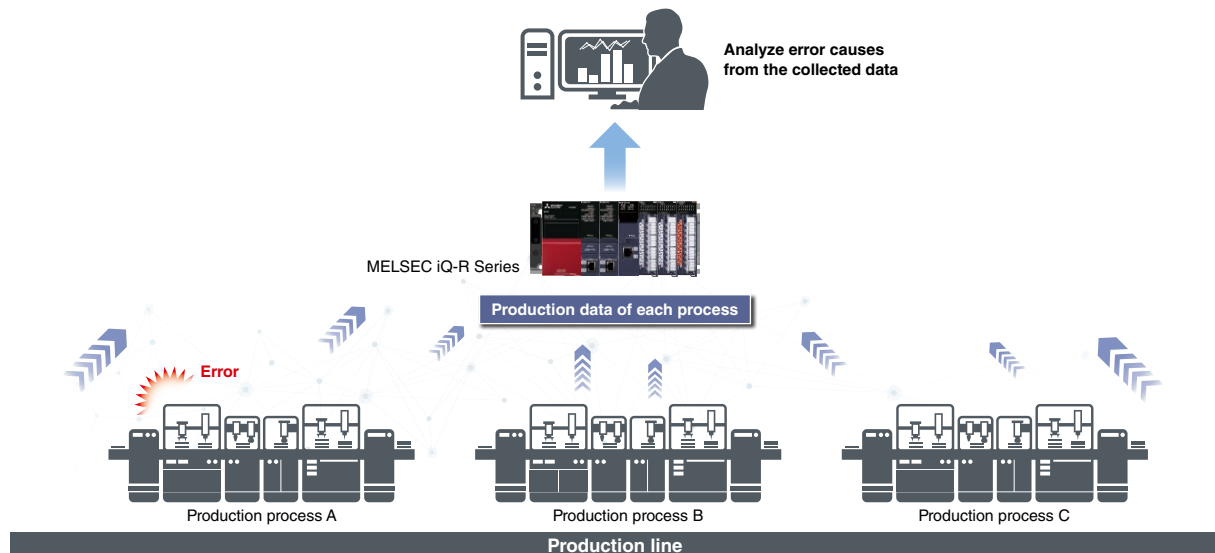 Analyze error causes
from the collected data
MELSEC iQ-R Series
Production data of each process
Error
Production process A
Production process B
Production process C
Production line